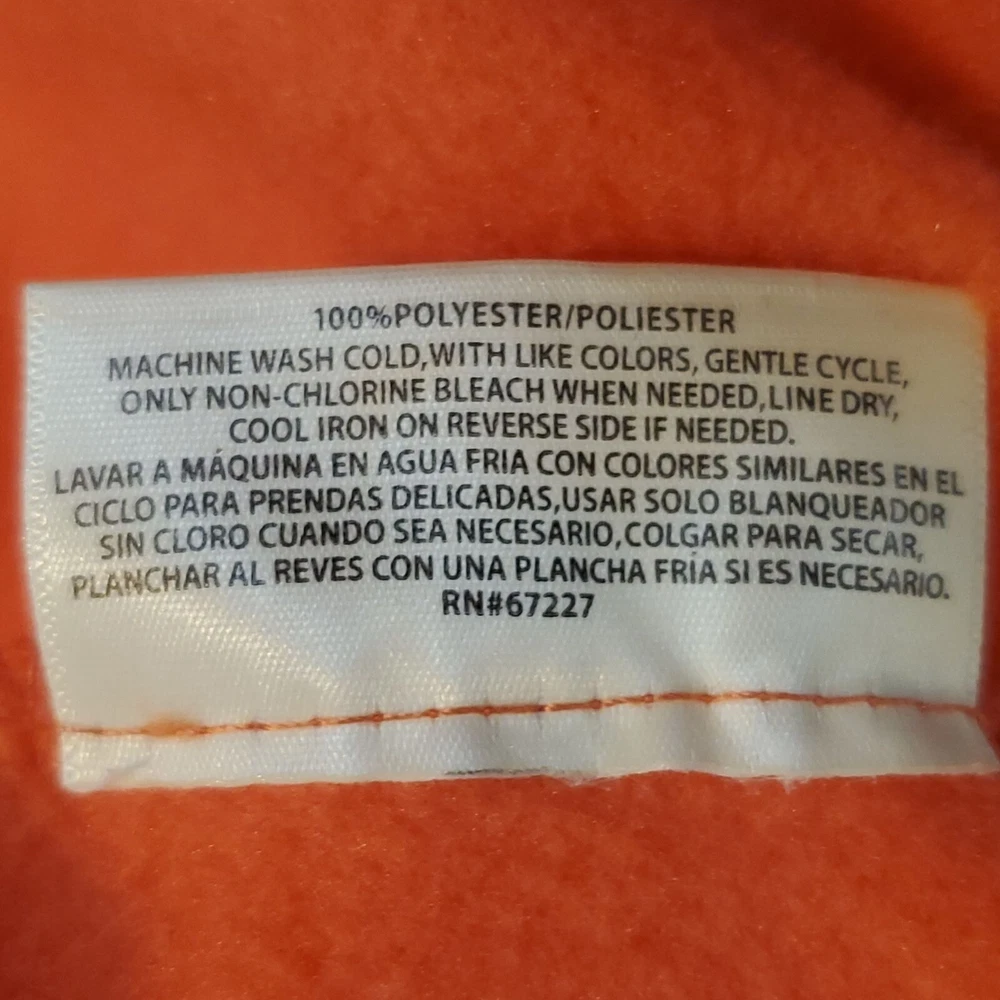 100%POLYESTER/POLIESTER
MACHINE WASH COLD,WITH LIKE COLORS, GENTLE CYCLE,
ONLY NON-CHLORINE BLEACH WHEN NEEDED,LINE DRY,
COOL IRON ON REVERSE SIDE IF NEEDED.
LAVAR A MÁQUINA EN AGUA FRIA CON COLORES SIMILARES EN EL
CICLO PARA PRENDAS DELICADAS,USAR SOLO BLANQUEADOR
SIN CLORO CUANDO SEA NECESARIO,COLGAR PARA SECAR,
PLANCHAR AL REVES CON UNA PLANCHA FRÍA SI ES NECESARIO.
RN#67227